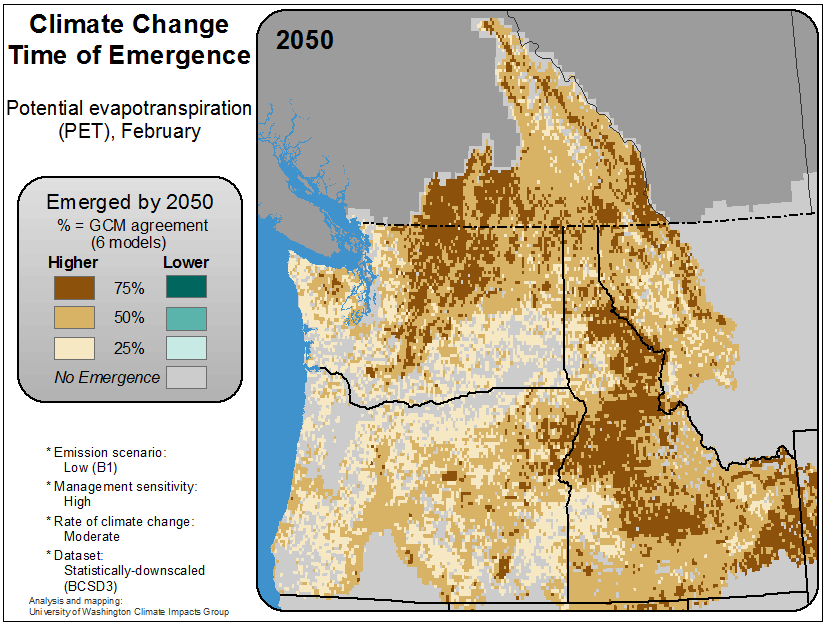 Climate Change
Time of Emergence
Potential evapotranspiration
(PET), February
Emerged by 2050
% = GCM agreement
(6 models)
Higher Lower
75%
50%
25%
No Emergence
* Emission scenario:
Low (B1)
* Management sensitivity:
High
* Rate of climate change:
Moderate
* Dataset:
Statistically-downscaled
(BCSD3)
Analysis and mapping:
University of Washington Climate Impacts Group
2050